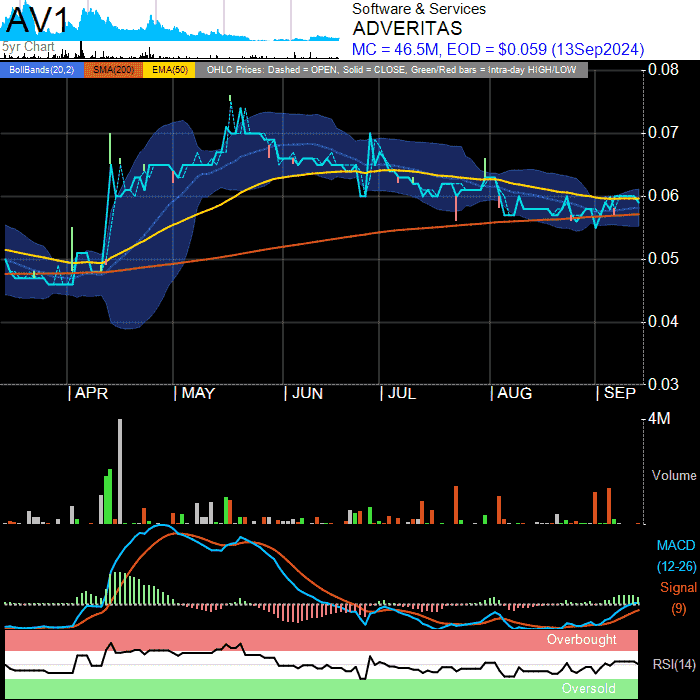 AV1
5yr Chart
Software & Services
ADVERITAS
MC = 46.5M, EOD = $0.059 (13Sep2024)
BollBands(20,2) SMA(200) EMA(50) OHLC Prices: Dashed = OPEN, Solid = CLOSE, Green/Red bars = Intra-day HIGH/LOW
0.08
0.07
0.06
0.05
0.04
0.03
| APR | MAY | JUN | JUL | AUG | SEP
4M
Volume
MACD
(12-26)
Signal
(9)
Overbought
RSI(14)
Oversold